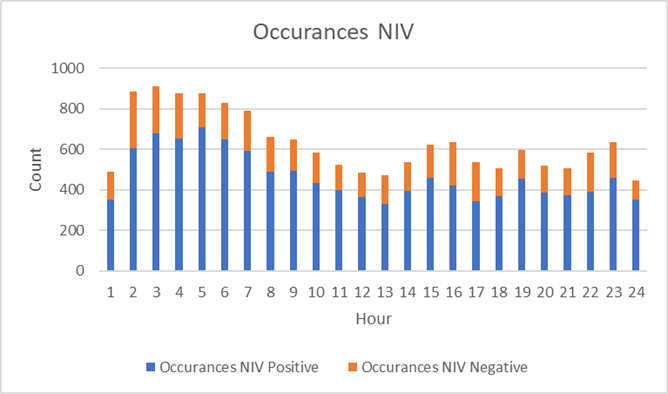 Occurances NIV
1000
800
600
400
200
0
Count
1 2 3 4 5 6 7 8 9 10 11 12 13 14 15 16 17 18 19 20 21 22 23 24
Hour
Occurances NIV Positive Occurances NIV Negative